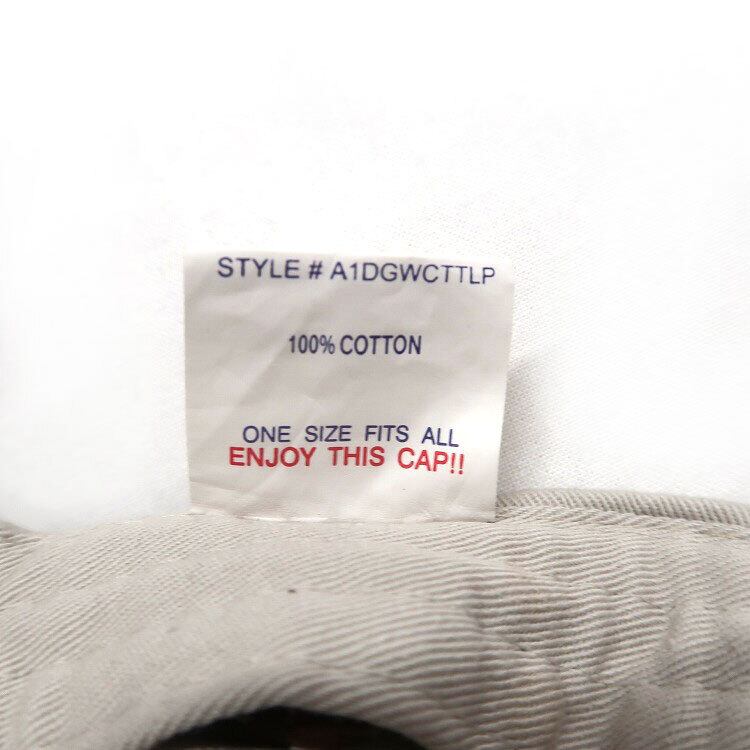 STYLE # A1DGWCTTLP
100% COTTON
ONE SIZE FITS ALL
ENJOY THIS CAP!!